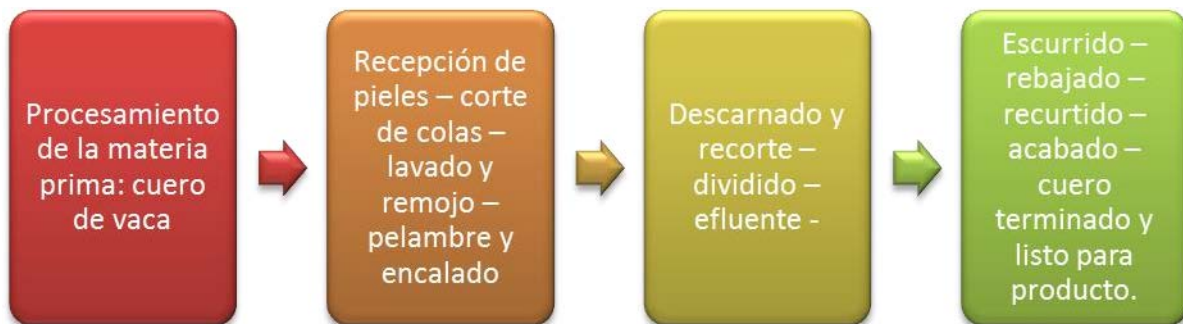 Procesamiento
de la materia
prima: cuero
de vaca
Recepción de
pieles – corte
de colas –
lavado y
remojo –
pelambre y
encalado
Descarnado y
recorte –
dividido –
efluente -
Escurrido –
rebajado –
recurtido –
acabado –
cuero
terminado y
listo para
producto.